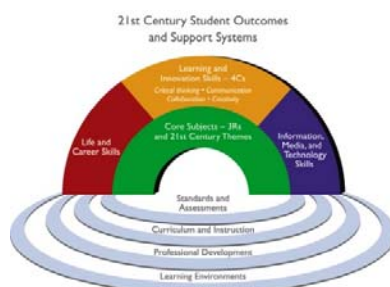 21st Century Student Outcomes
and Support Systems
Learning and
Innovation Skills – 4Cs
Critical thinking • Communication
Collaboration • Creativity
Core Subjects – 3Rs
and 21st Century Themes
Life and
Career Skills
Information,
Media, and
Technology
Skills
Standards and
Assessments
Curriculum and Instruction
Professional Development
Learning Environments